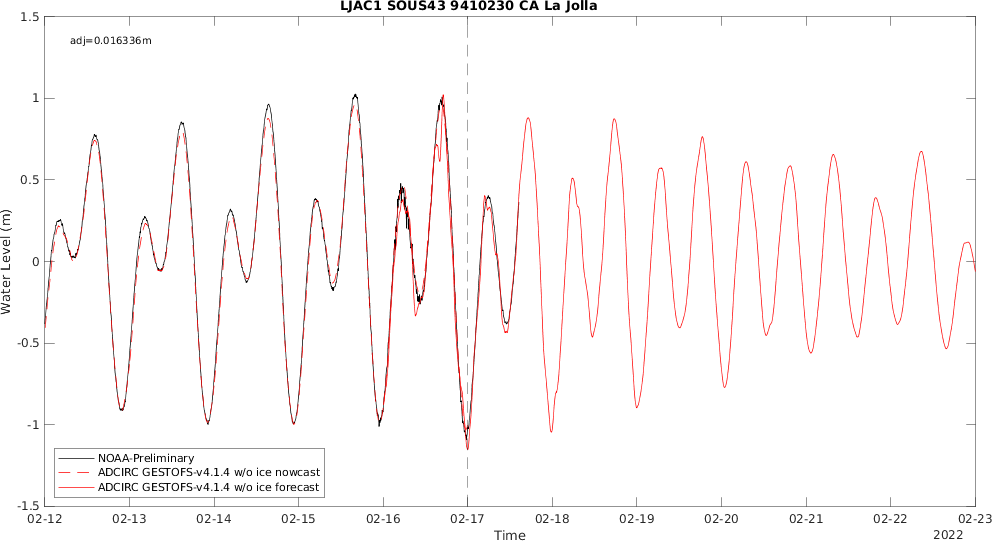 LJAC1 SOUS43 9410230 CA La Jolla
adj=0.016336m
1.5
1
0.5
0
-0.5
-1
-1.5
Water Level (m)
NOAA-Preliminary
ADCIRC GESTOFS-v4.1.4 w/o ice nowcast
ADCIRC GESTOFS-v4.1.4 w/o ice forecast
02-12 02-13 02-14 02-15 02-16 02-17 02-18 02-19 02-20 02-21 02-22 02-23
Time
2022